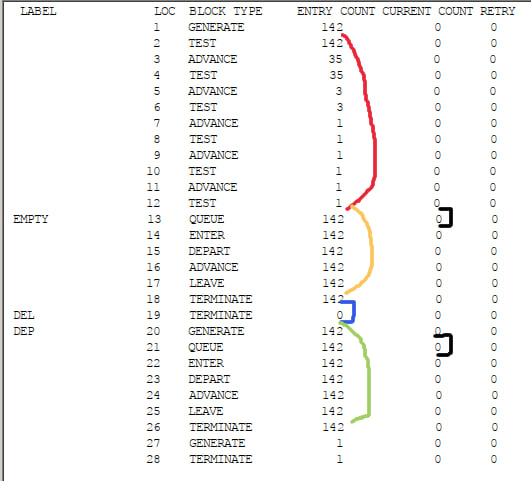 LABEL LOC BLOCK TYPE ENTRY COUNT CURRENT COUNT RETRY
1 GENERATE 142 0 0
2 TEST 142 0 0
3 ADVANCE 35 0 0
4 TEST 35 0 0
5 ADVANCE 3 0 0
6 TEST 3 0 0
7 ADVANCE 1 0 0
8 TEST 1 0 0
9 ADVANCE 1 0 0
10 TEST 1 0 0
11 ADVANCE 1 0 0
12 TEST 1 0 0
EMPTY 13 QUEUE 142 0 0
14 ENTER 142 0 0
15 DEPART 142 0 0
16 ADVANCE 142 0 0
17 LEAVE 142 0 0
18 TERMINATE 142 0 0
DEL 19 TERMINATE 0 0 0
DEP 20 GENERATE 142 0 0
21 QUEUE 142 0 0
22 ENTER 142 0 0
23 DEPART 142 0 0
24 ADVANCE 142 0 0
25 LEAVE 142 0 0
26 TERMINATE 142 0 0
27 GENERATE 1 0 0
28 TERMINATE 1 0 0